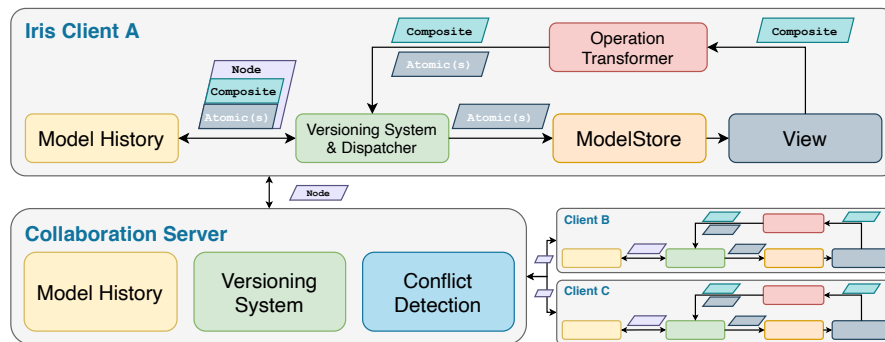 Iris Client A
Composite
Operation
Transformer
Composite
Atomic(s)
Node
Composite
Atomic(s)
Model History
Versioning System
& Dispatcher
Atomic(s)
ModelStore
View
Node
Collaboration Server
Model History
Versioning
System
Conflict
Detection
Client B
Client C